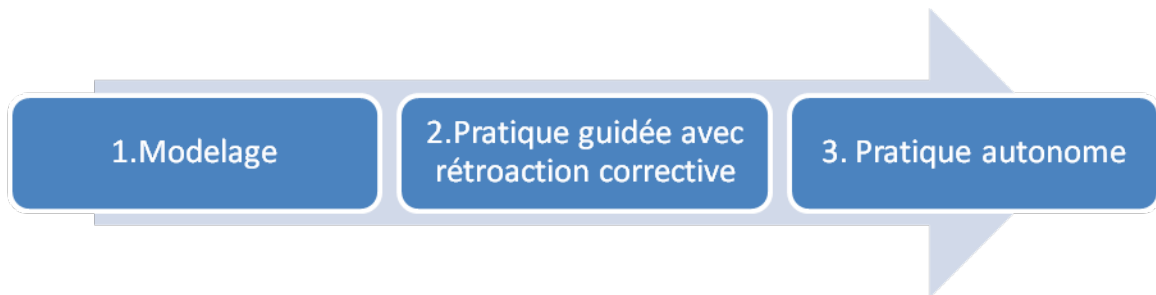 1.Modelage
2.Pratique guidée avec
rétroaction corrective
3. Pratique autonome